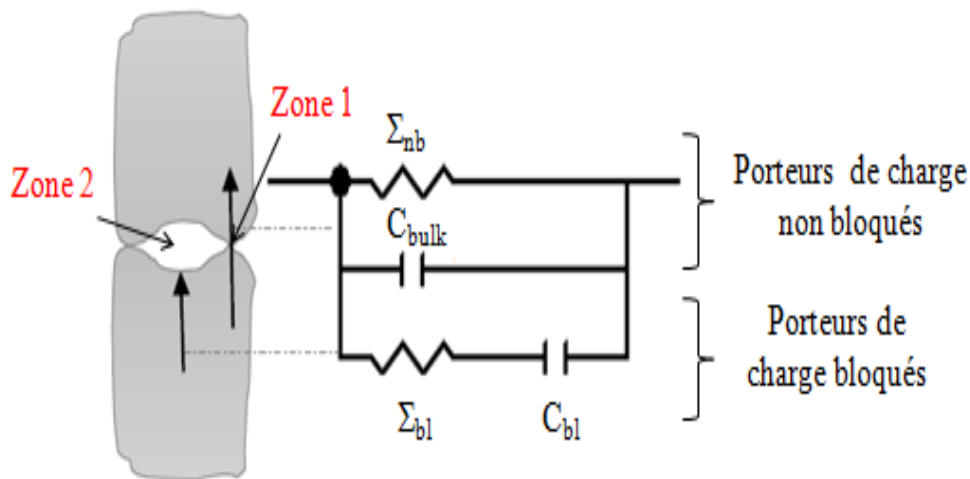 Zone 1
Zone 2
Σnb
Cbulk
Porteurs de charge
non bloqués
Σbl
Cbl
Porteurs de
charge bloqués